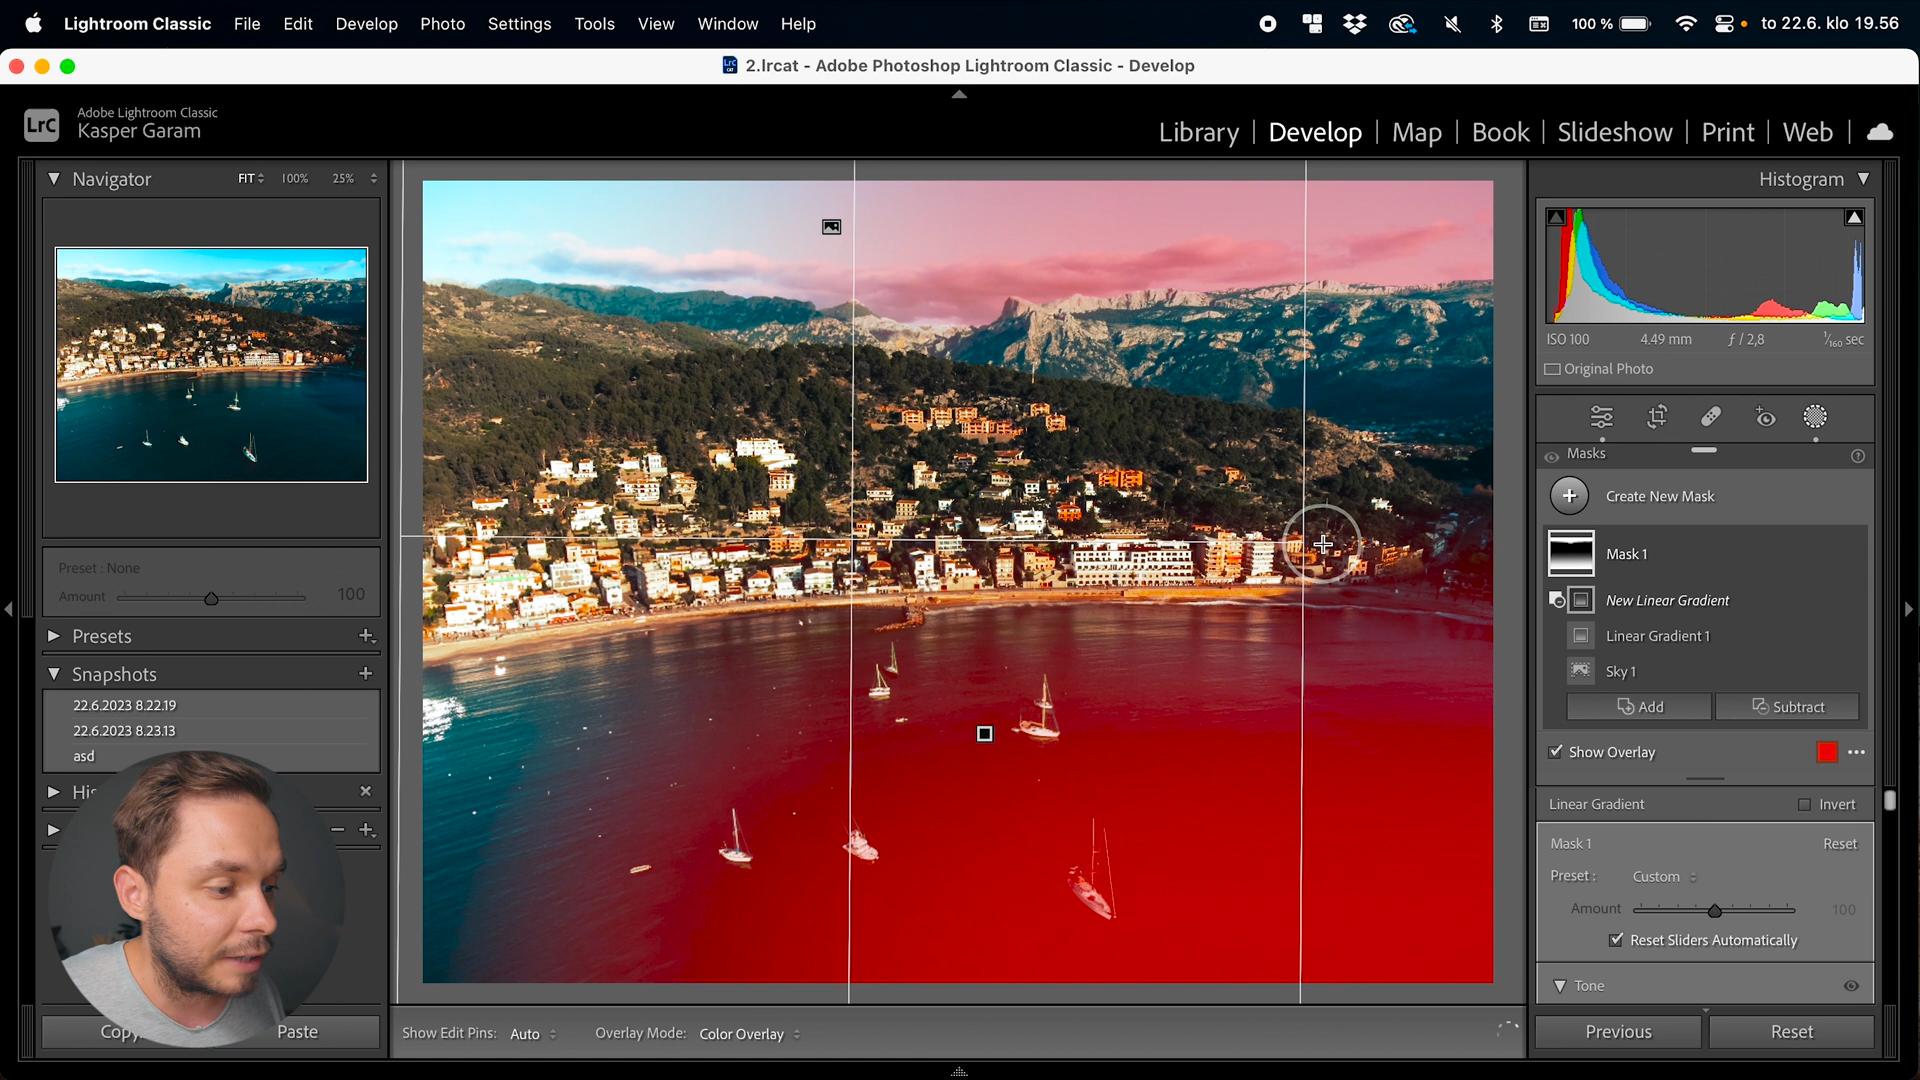 Lightroom Classic File Edit Develop Photo Settings Tools View Window Help 100 % to 22.6. klo 19.56
2.lrcat - Adobe Photoshop Lightroom Classic - Develop
LrC Adobe Lightroom Classic
Kasper Garam
Library | Develop | Map | Book | Slideshow | Print | Web
Navigator FIT 100% 25%
Preset : None
Amount 100
Presets
Snapshots
22.6.2023 8.22.19
22.6.2023 8.23.13
asd
His
Copy... Paste
Show Edit Pins: Auto Overlay Mode: Color Overlay
Histogram
ISO 100 4.49 mm ƒ / 2,8 1/160 sec
Original Photo
Masks
Create New Mask
Mask 1
New Linear Gradient
Linear Gradient 1
Sky 1
Add Subtract
Show Overlay
Linear Gradient Invert
Mask 1 Reset
Preset : Custom
Amount 100
Reset Sliders Automatically
Tone
Previous Reset